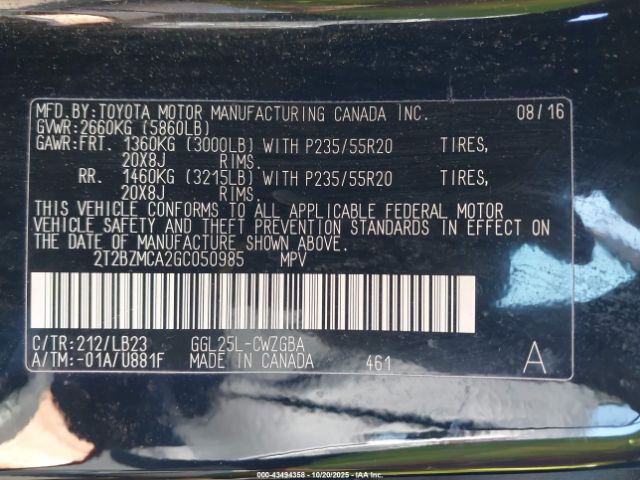 MFD.BY:TOYOTA MOTOR MANUFACTURING CANADA INC. 08/16
GVWR:2660KG (5860LB)
GAWR:FRT. 1360KG (3000LB) WITH P235/55R20 TIRES,
20X8J RIMS.
RR. 1460KG (3215LB) WITH P235/55R20 TIRES,
20X8J RIMS.
THIS VEHICLE CONFORMS TO ALL APPLICABLE FEDERAL MOTOR
VEHICLE SAFETY AND THEFT PREVENTION STANDARDS IN EFFECT ON
THE DATE OF MANUFACTURE SHOWN ABOVE.
2T2BZMCA2GC050985 MPV
C/TR:212/LB23 GGL25L-CWZGBA
A/TM:-01A/U881F MADE IN CANADA 461 A
000-43494358 - 10/20/2025 - IAA Inc.